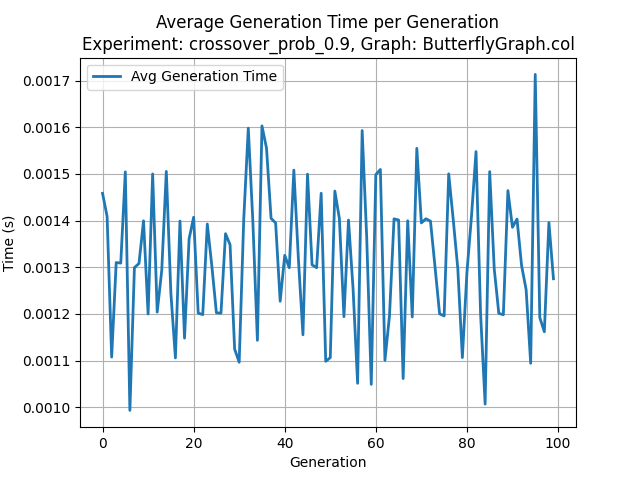 Average Generation Time per Generation
Experiment: crossover_prob_0.9, Graph: ButterflyGraph.col
Avg Generation Time
0.0017
0.0016
0.0015
0.0014
0.0013
0.0012
0.0011
0.0010
Time (s)
0 20 40 60 80 100
Generation